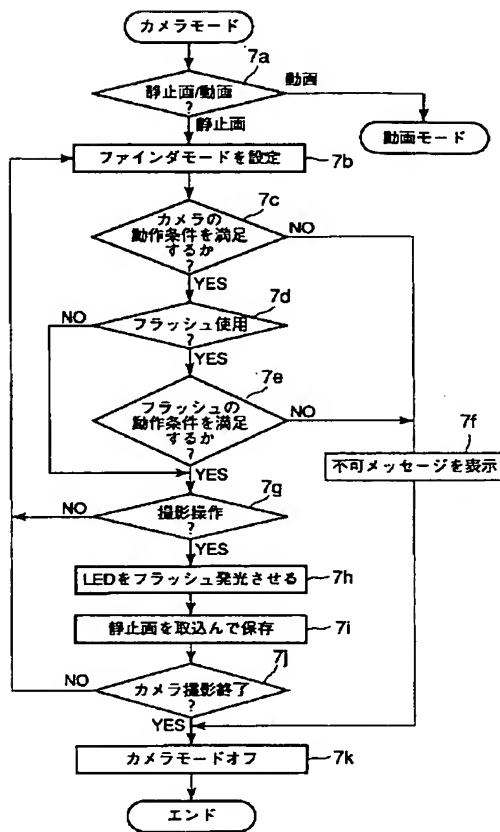 カメラモード
7a
静止画/動画
?
動画
静止画
動画モード
ファインダモードを設定
7b
7c
カメラの
動作条件を満足
するか
?
NO
YES
7d
NO
フラッシュ使用
?
YES
7e
フラッシュの
動作条件を満足
するか
?
NO
7f
不可メッセージを表示
YES
7g
NO
撮影操作
?
YES
LEDをフラッシュ発光させる
7h
静止画を取込んで保存
7i
7j
NO
カメラ撮影終了
?
YES
カメラモードオフ
7k
エンド